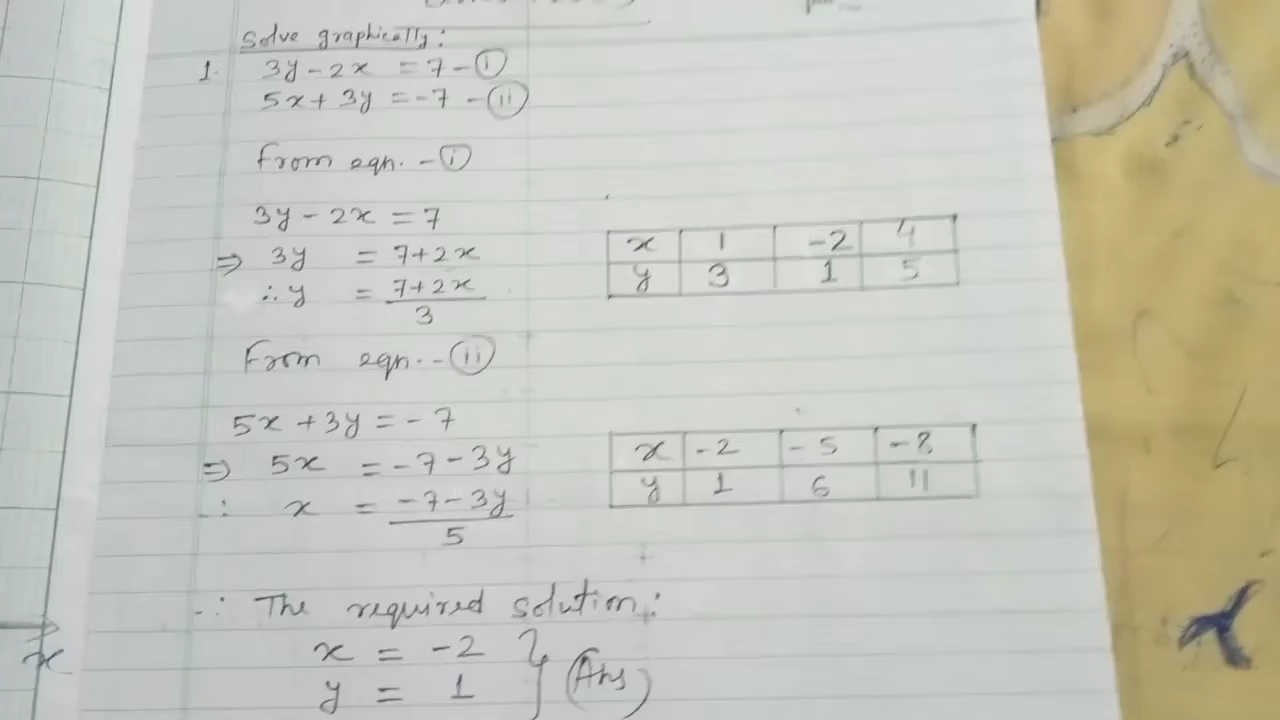 Solve graphically:
1. 3y - 2x = 7 - (i)
5x + 3y = -7 - (ii)
From eqn. - (i)
3y - 2x = 7
⇒ 3y = 7+2x
∴ y = 7+2x / 3
x 1 -2 4
y 3 1 5
From eqn. - (ii)
5x + 3y = - 7
⇒ 5x = -7 - 3y
∴ x = -7 - 3y / 5
x -2 -5 -8
y 1 6 11
∴ The required solution:
x = -2 }
y = 1 } (Ans)
x